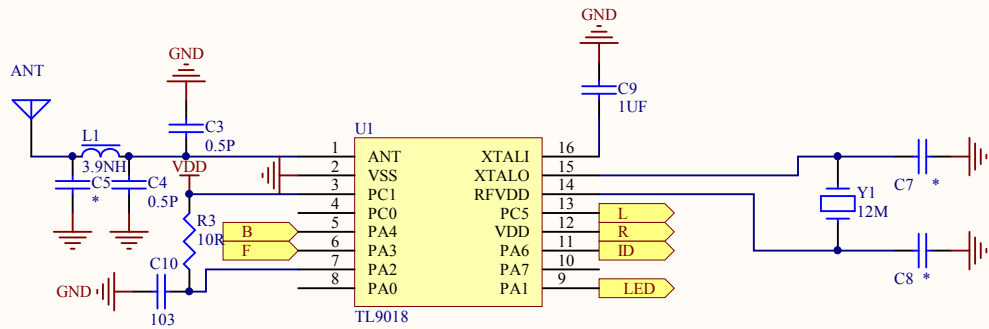 GND
ANT
GND
C9
1UF
C3
0.5P
U1
L1
3.9NH
VDD
C5
*
C4
0.5P
1 ANT XTALI 16
2 VSS XTALO 15
3 PC1 RFVDD 14
4 PC0 PC5 13 L
B 5 PA4 VDD 12 R
F 6 PA3 PA6 11 ID
7 PA2 PA7 10
8 PA0 PA1 9 LED
TL9018
R3
10R
C10
GND
103
C7
*
GND
Y1
12M
C8
*
GND